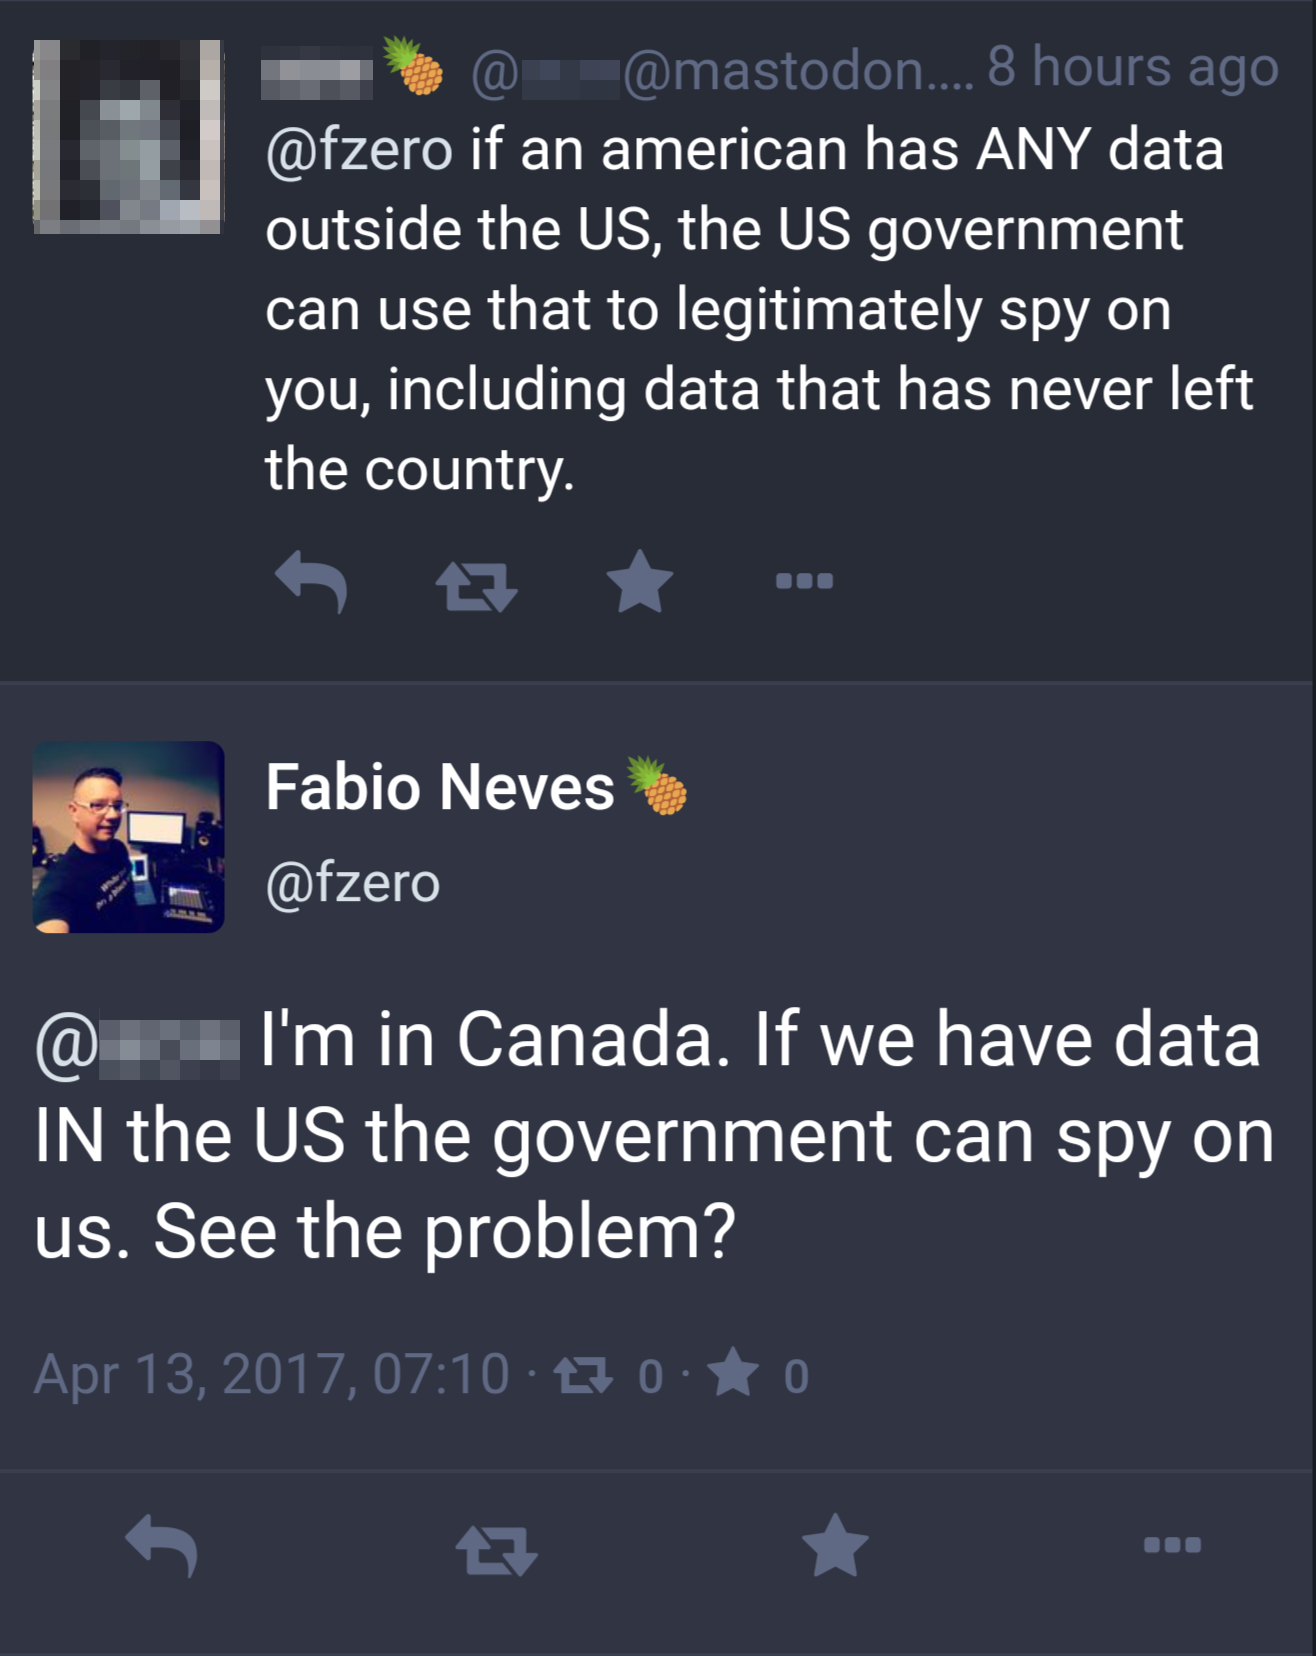 @ @mastodon.... 8 hours ago
@fzero if an american has ANY data
outside the US, the US government
can use that to legitimately spy on
you, including data that has never left
the country.
Fabio Neves
@fzero
@ I'm in Canada. If we have data
IN the US the government can spy on
us. See the problem?
Apr 13, 2017, 07:10 · 0 · 0